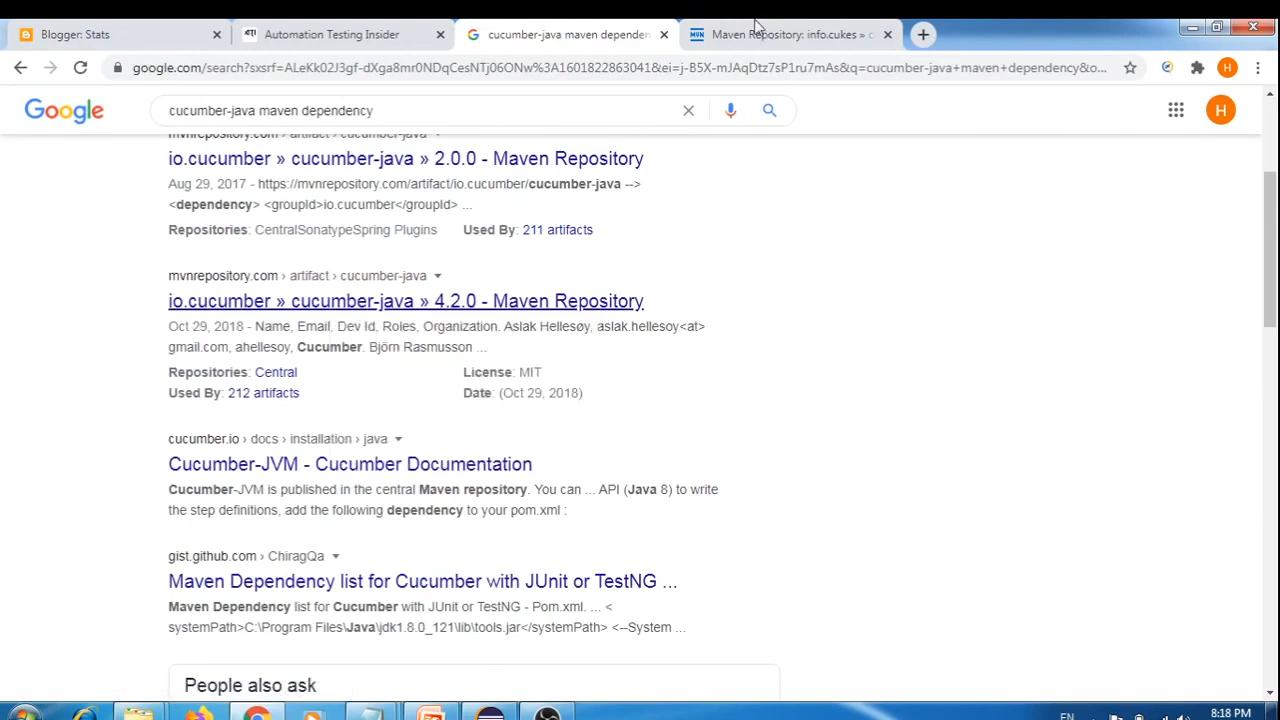 Blogger: Stats
Automation Testing Insider
cucumber-java maven dependen
Maven Repository: info.cukes » c
google.com/search?sxsrf=ALeKk02J3gf-dXga8mr0NDqCesNTj06ONw%3A1601822863041&ei=j-B5X-mJAqDtz7sP1ru7mAs&q=cucumber-java+maven+dependency&o...
H
Google
cucumber-java maven dependency
H
mvnrepository.com › artifact › cucumber-java
io.cucumber » cucumber-java » 2.0.0 - Maven Repository
Aug 29, 2017 - https://mvnrepository.com/artifact/io.cucumber/cucumber-java -->
<dependency> <groupId>io.cucumber</groupId> ...
Repositories: CentralSonatypeSpring Plugins Used By: 211 artifacts
mvnrepository.com › artifact › cucumber-java
io.cucumber » cucumber-java » 4.2.0 - Maven Repository
Oct 29, 2018 - Name, Email, Dev Id, Roles, Organization. Aslak Hellesøy, aslak.hellesoy<at>
gmail.com, ahellesoy, Cucumber. Björn Rasmusson ...
Repositories: Central License: MIT
Used By: 212 artifacts Date: (Oct 29, 2018)
cucumber.io › docs › installation › java
Cucumber-JVM - Cucumber Documentation
Cucumber-JVM is published in the central Maven repository. You can ... API (Java 8) to write
the step definitions, add the following dependency to your pom.xml :
gist.github.com › ChiragQa
Maven Dependency list for Cucumber with JUnit or TestNG ...
Maven Dependency list for Cucumber with JUnit or TestNG - Pom.xml. ... <
systemPath>C:\Program Files\Java\jdk1.8.0_121\lib\tools.jar</systemPath> <--System ...
People also ask
EN
8:18 PM